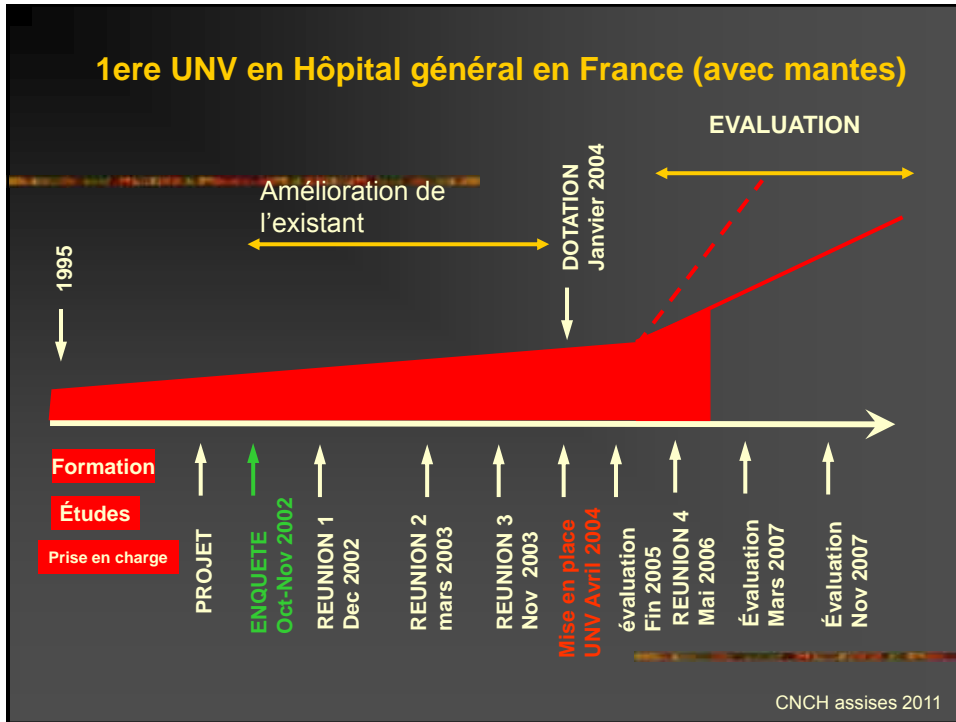 1ere UNV en Hôpital général en France (avec mantes)
EVALUATION
Amélioration de
l'existant
DOTATION
Janvier 2004
1995
Formation
Études
Prise en charge
PROJET
ENQUETE
Oct-Nov 2002
REUNION 1
Dec 2002
REUNION 2
mars 2003
REUNION 3
Nov 2003
Mise en place
UNV Avril 2004
évaluation
Fin 2005
REUNION 4
Mai 2006
Évaluation
Mars 2007
Évaluation
Nov 2007
CNCH assises 2011